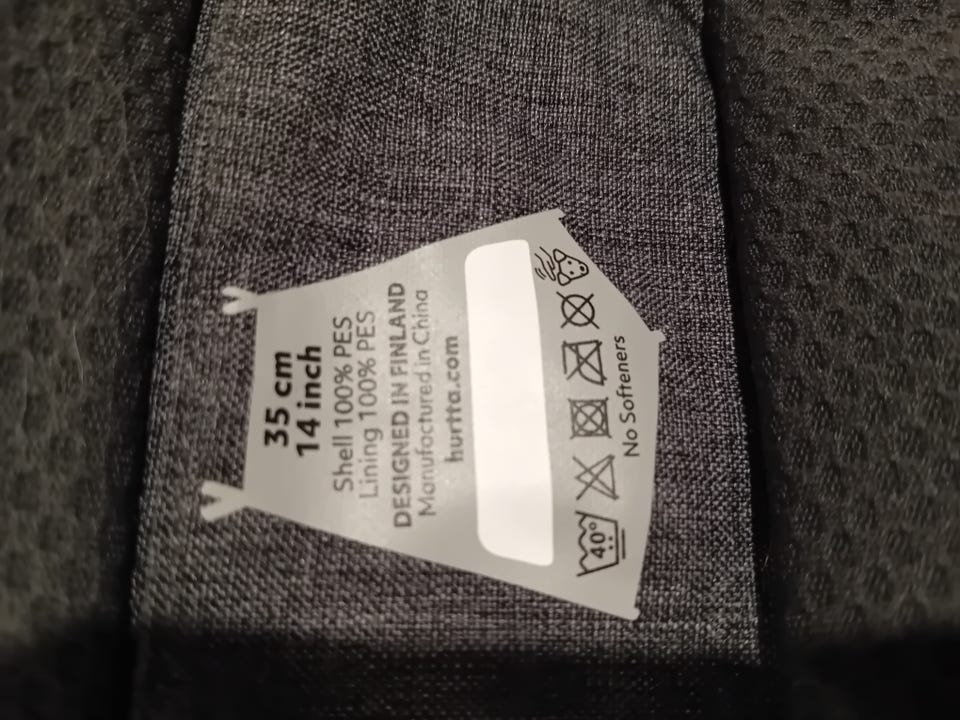 35 cm
14 inch
Shell 100% PES
Lining 100% PES
DESIGNED IN FINLAND
Manufactured in China
hurtta.com
40°
No Softeners